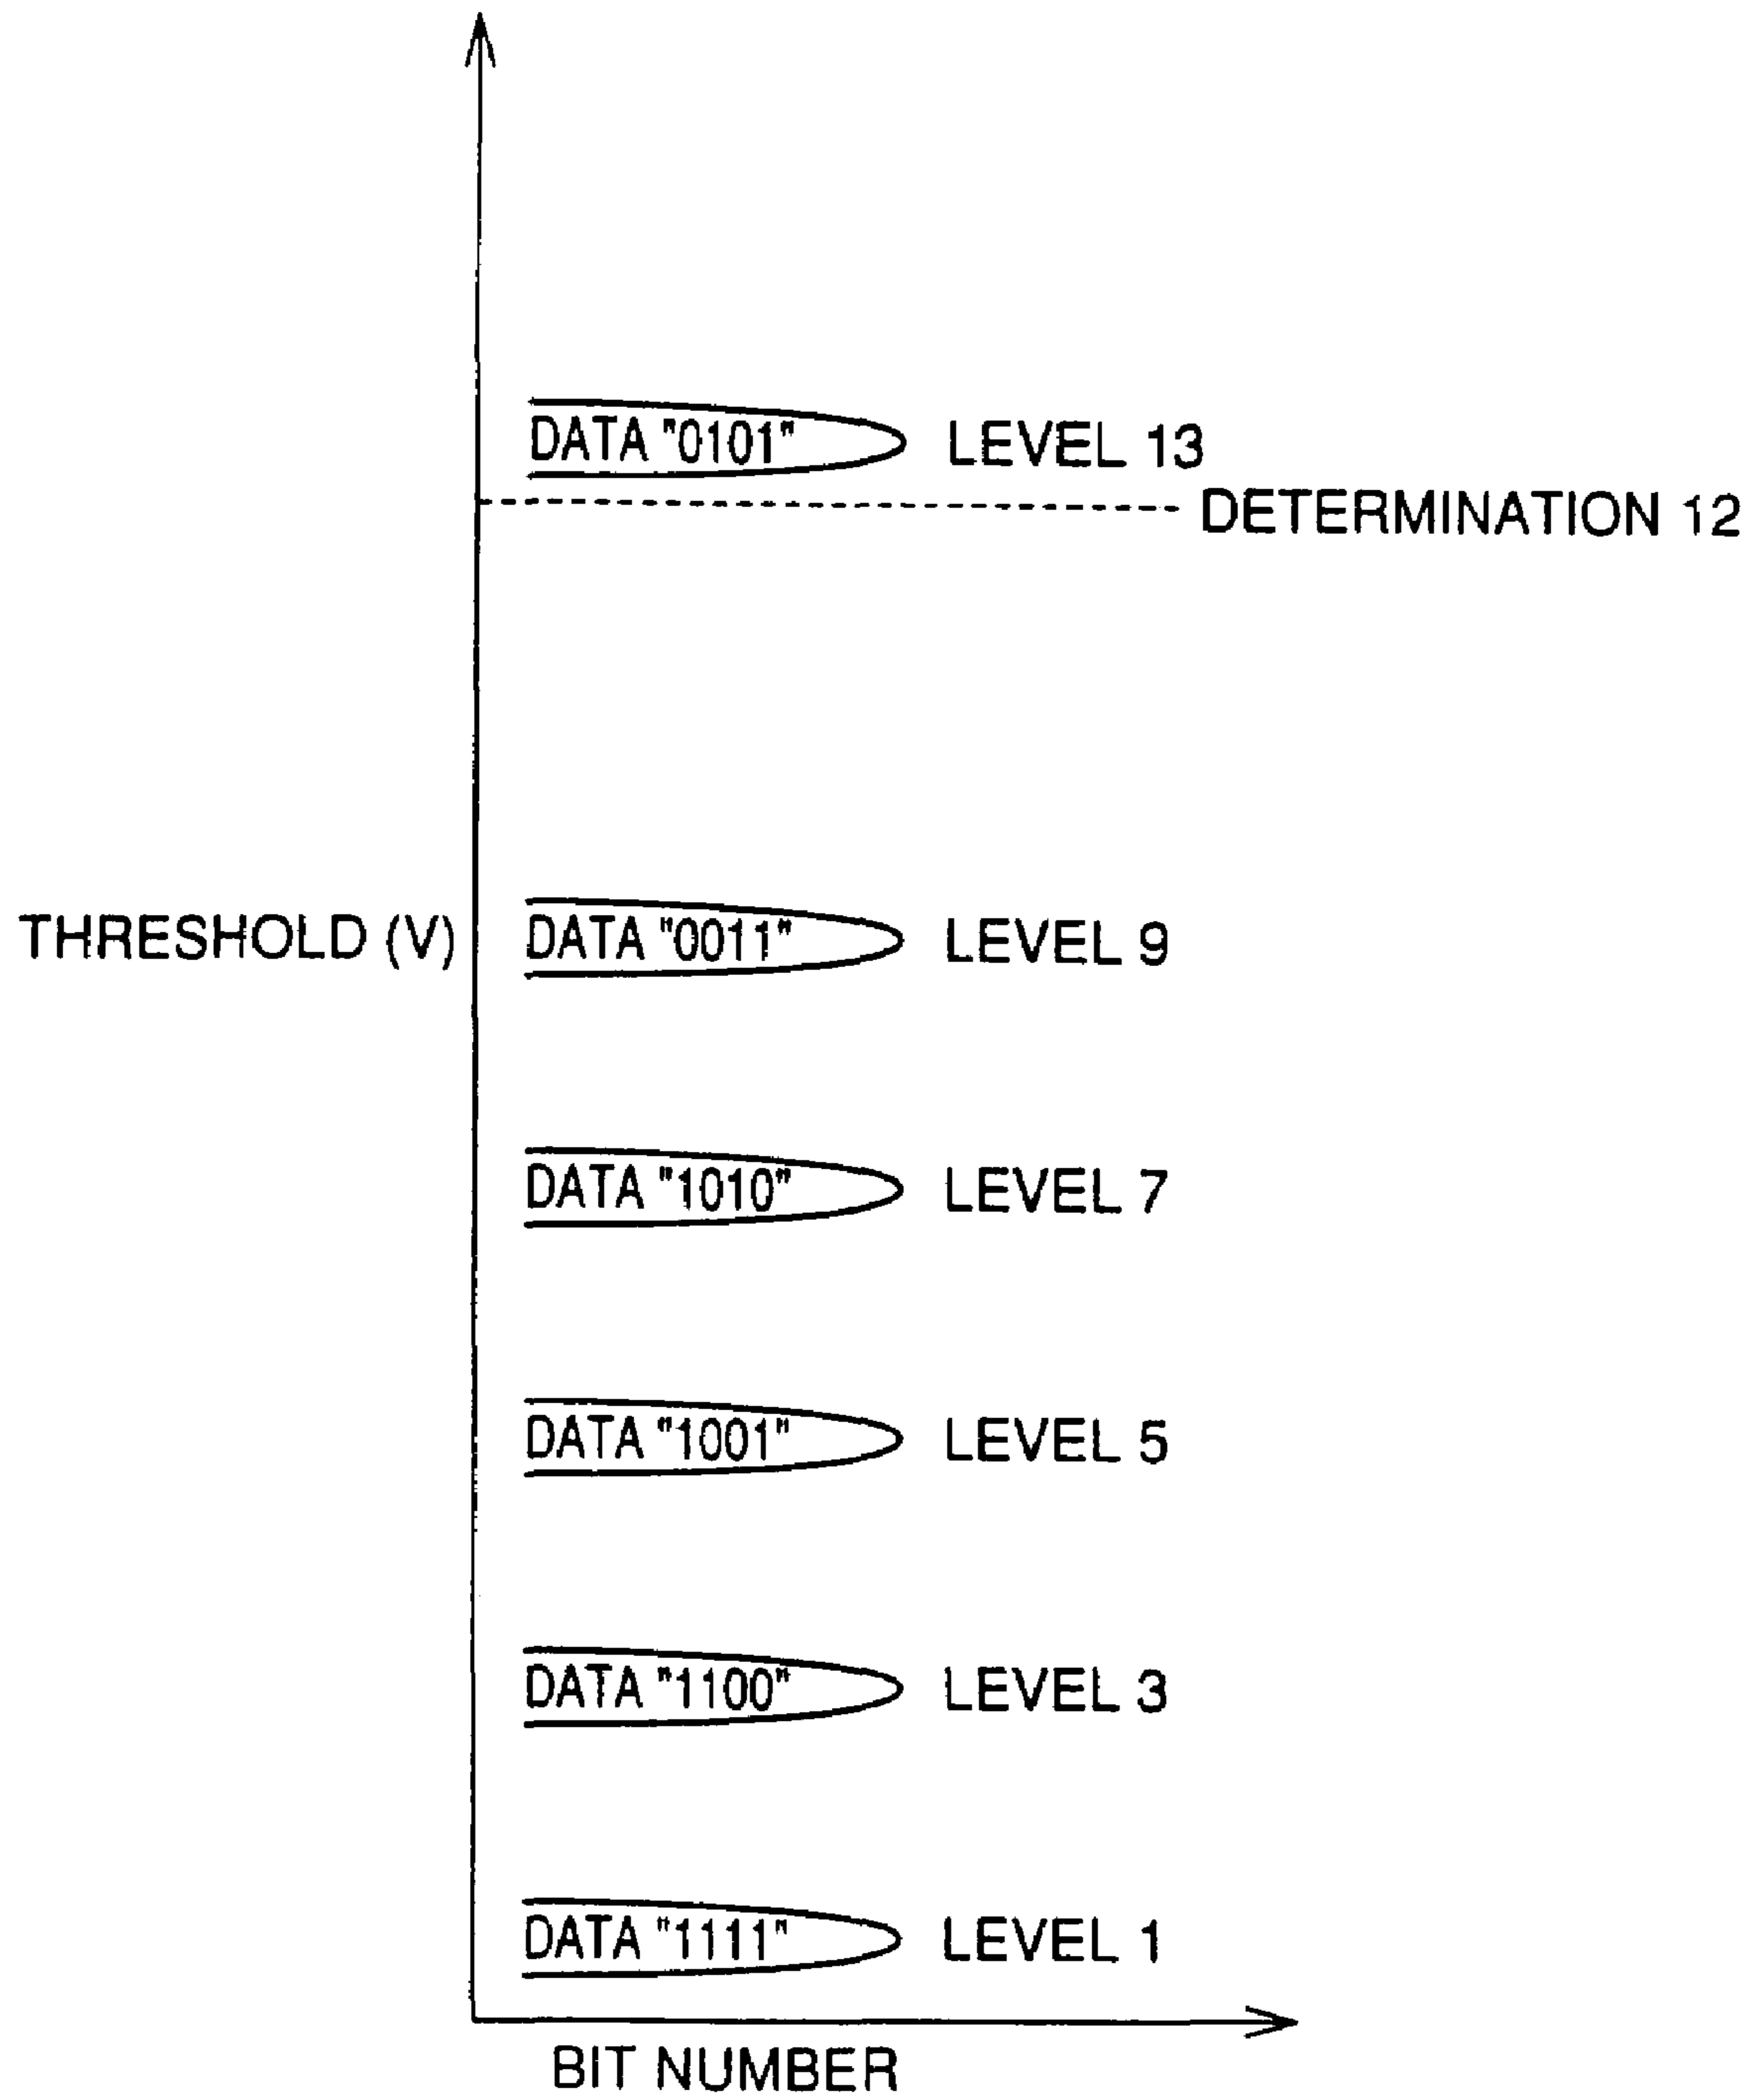 DATA "0101" LEVEL 13
DETERMINATION 12
THRESHOLD (V) DATA "0011" LEVEL 9
DATA "1010" LEVEL 7
DATA "1001" LEVEL 5
DATA "1100" LEVEL 3
DATA "1111" LEVEL 1
BIT NUMBER